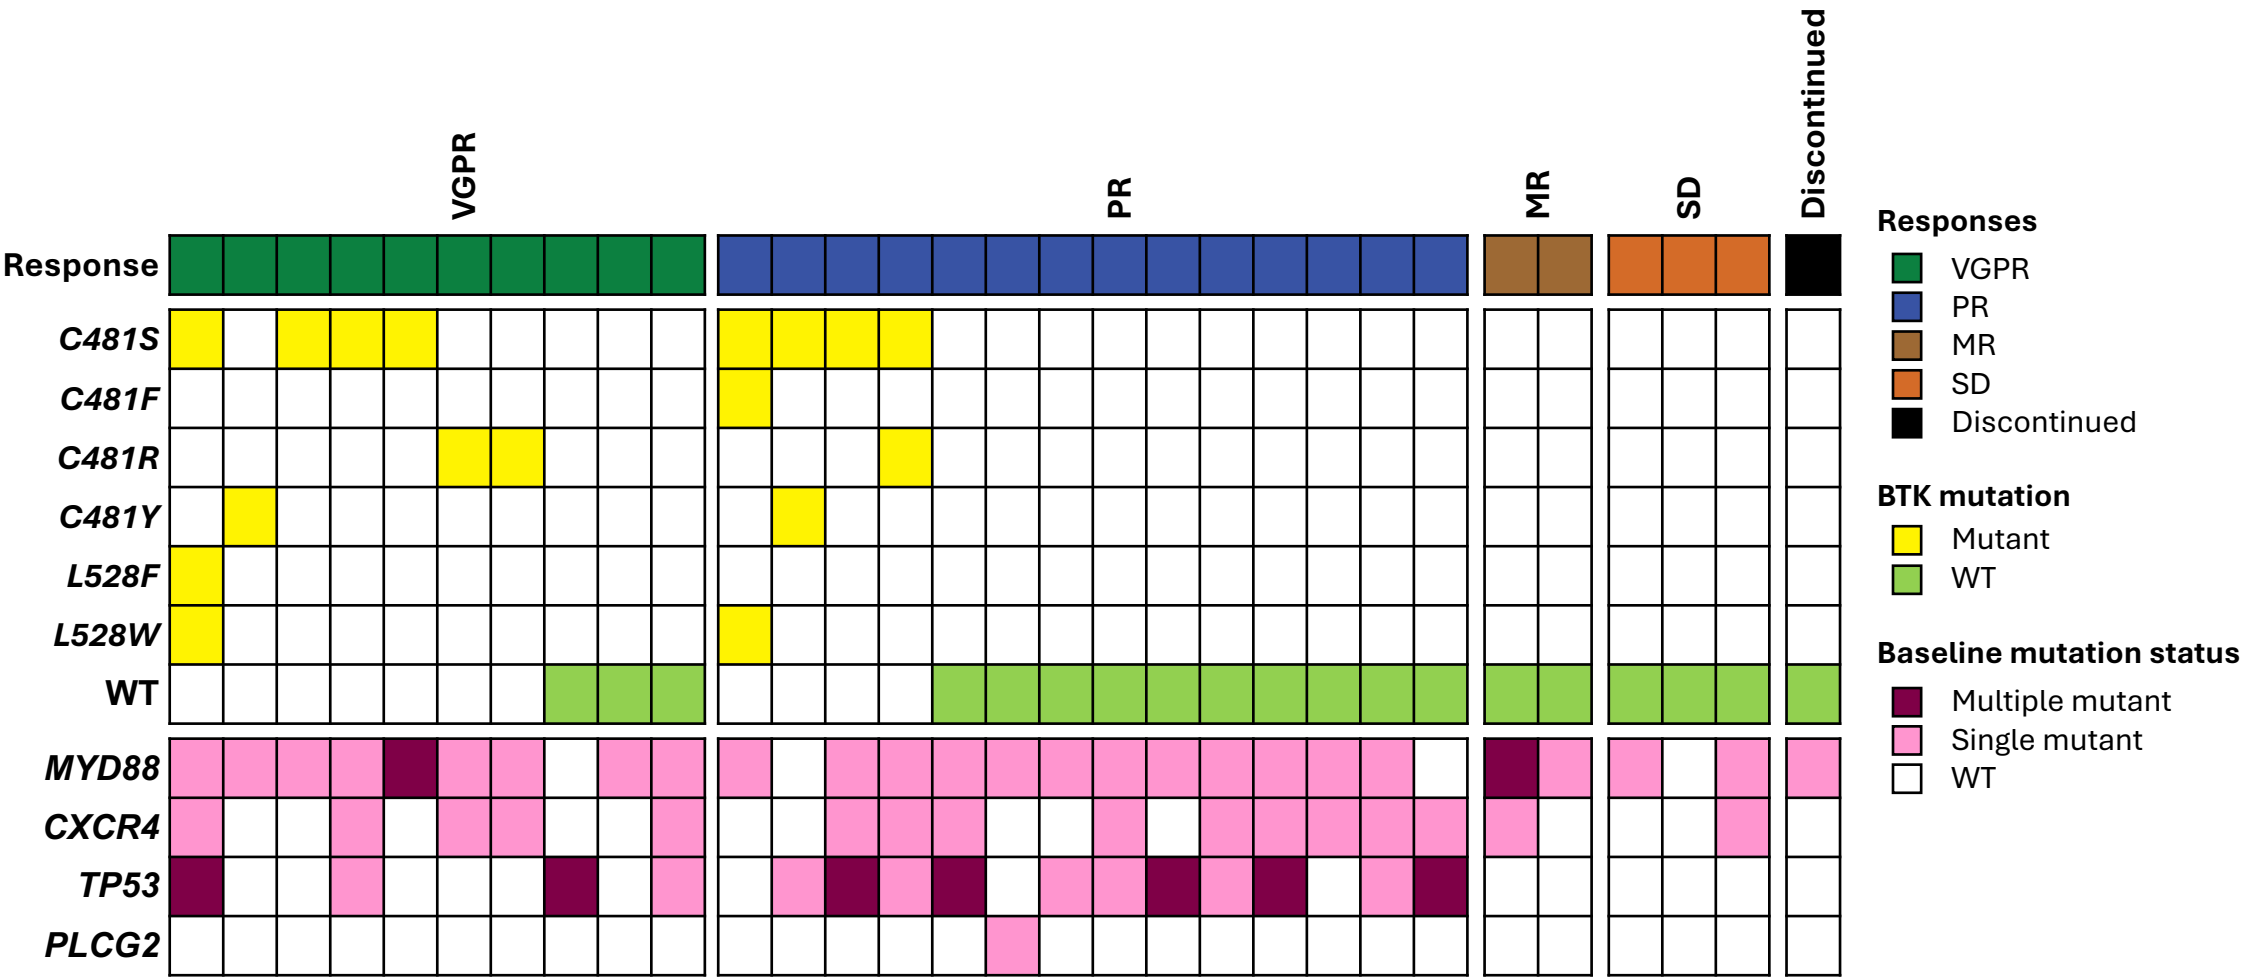 VGPR
PR
MR
SD
Discontinued
Response
C481S
C481F
C481R
C481Y
L528F
L528W
WT
MYD88
CXCR4
TP53
PLCG2
Responses
VGPR
PR
MR
SD
Discontinued
BTK mutation
Mutant
WT
Baseline mutation status
Multiple mutant
Single mutant
WT